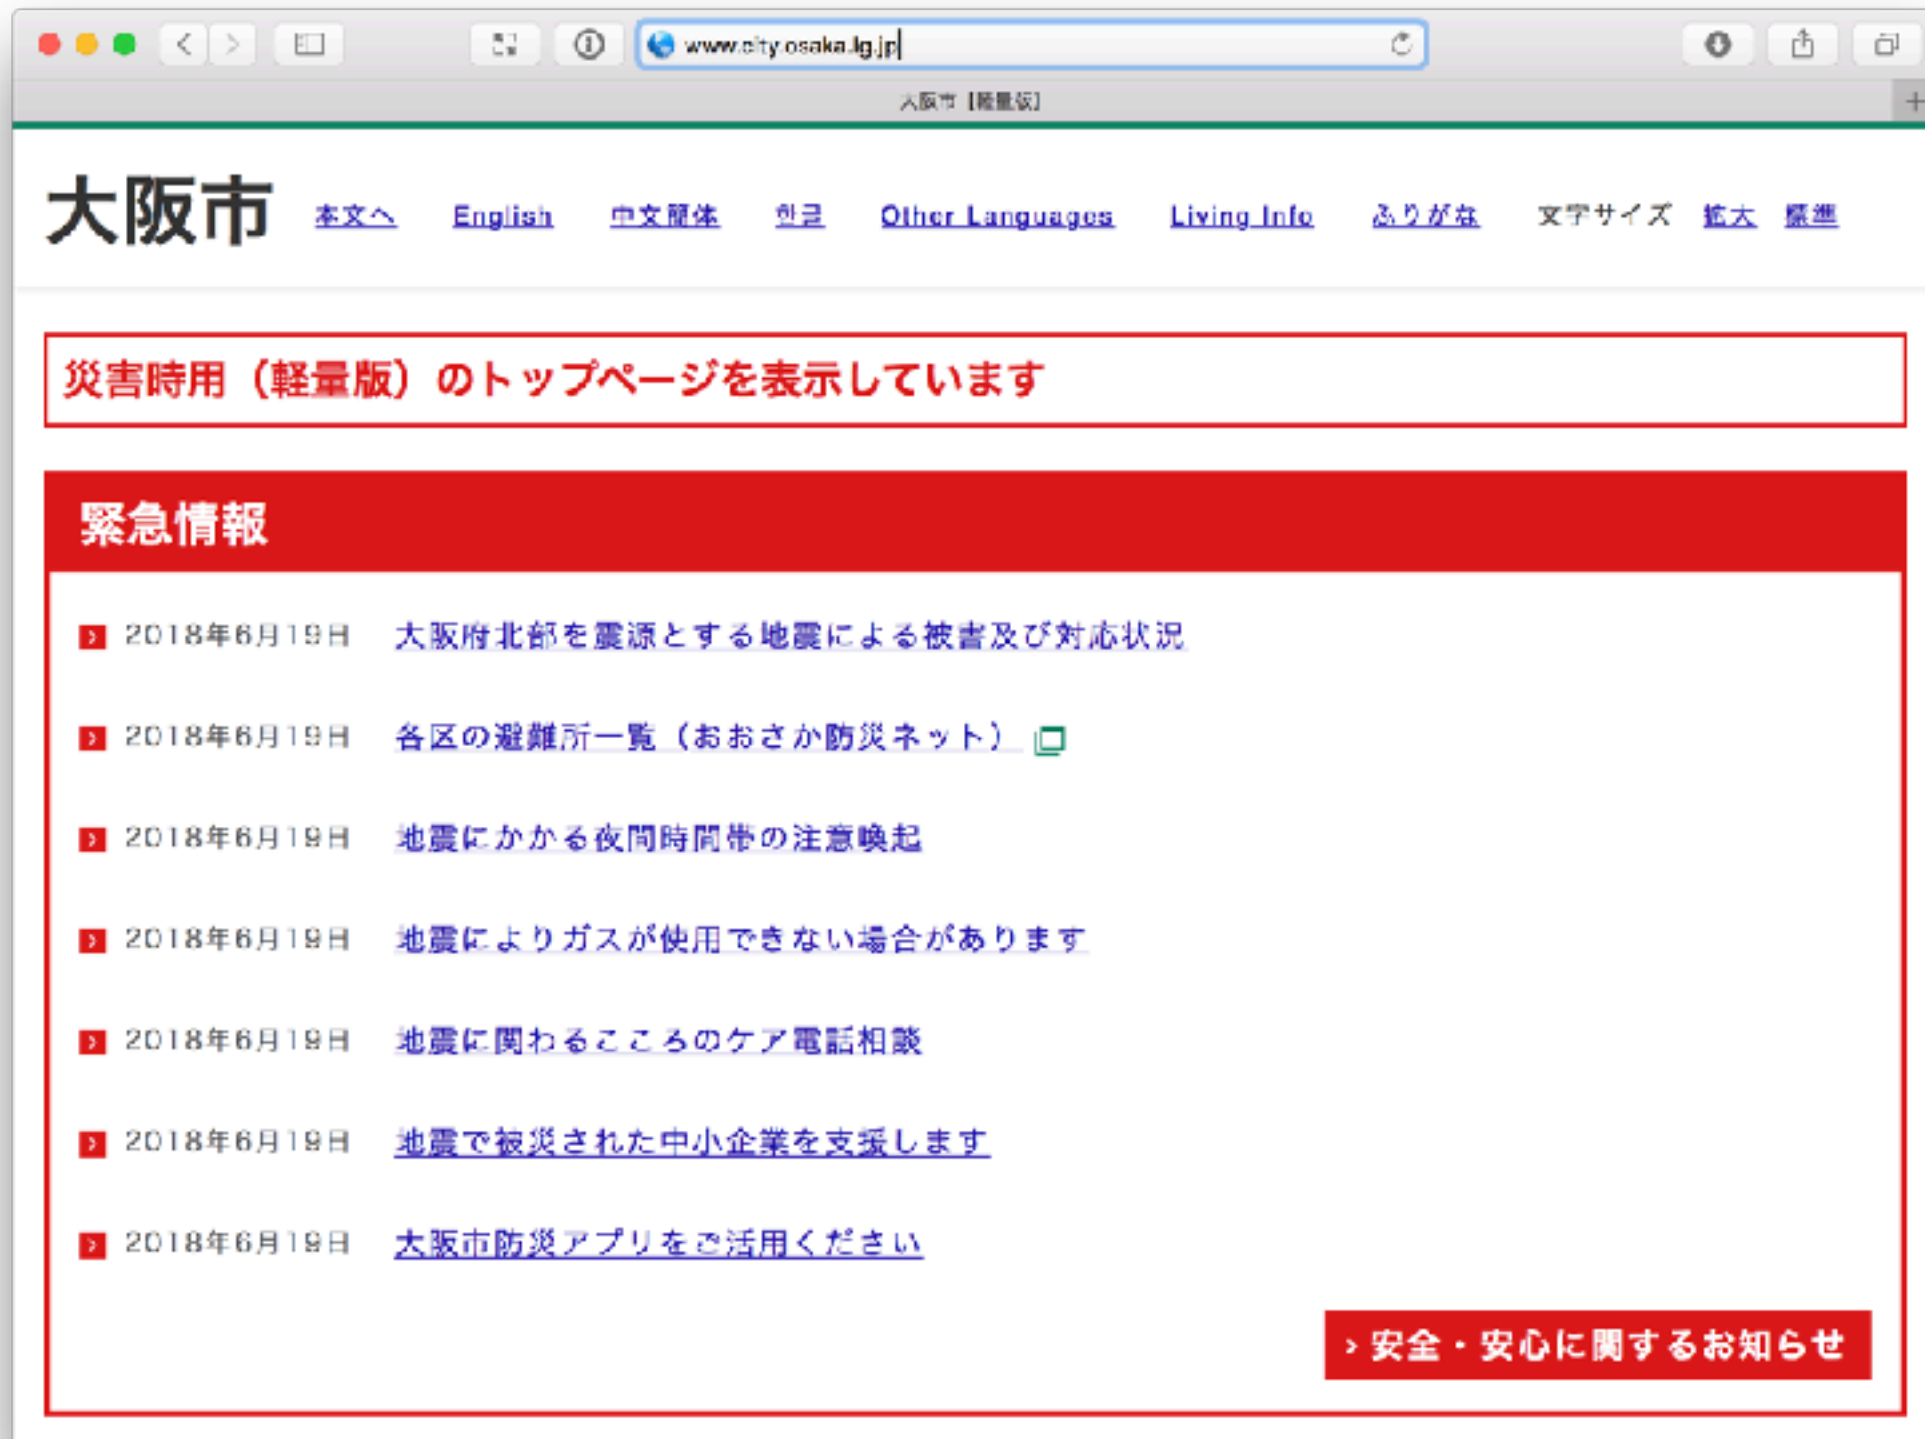 www.city.osaka.lg.jp
大阪市【軽量版】
大阪市 本文へ English 中文簡体 한글 Other Languages Living Info ふりがな 文字サイズ 拡大 標準
災害時用（軽量版）のトップページを表示しています
緊急情報
2018年6月19日 大阪府北部を震源とする地震による被害及び対応状況
2018年6月19日 各区の避難所一覧（おおさか防災ネット）
2018年6月19日 地震にかかる夜間時間帯の注意喚起
2018年6月19日 地震によりガスが使用できない場合があります
2018年6月19日 地震に関わるこころのケア電話相談
2018年6月19日 地震で被災された中小企業を支援します
2018年6月19日 大阪市防災アプリをご活用ください
› 安全・安心に関するお知らせ